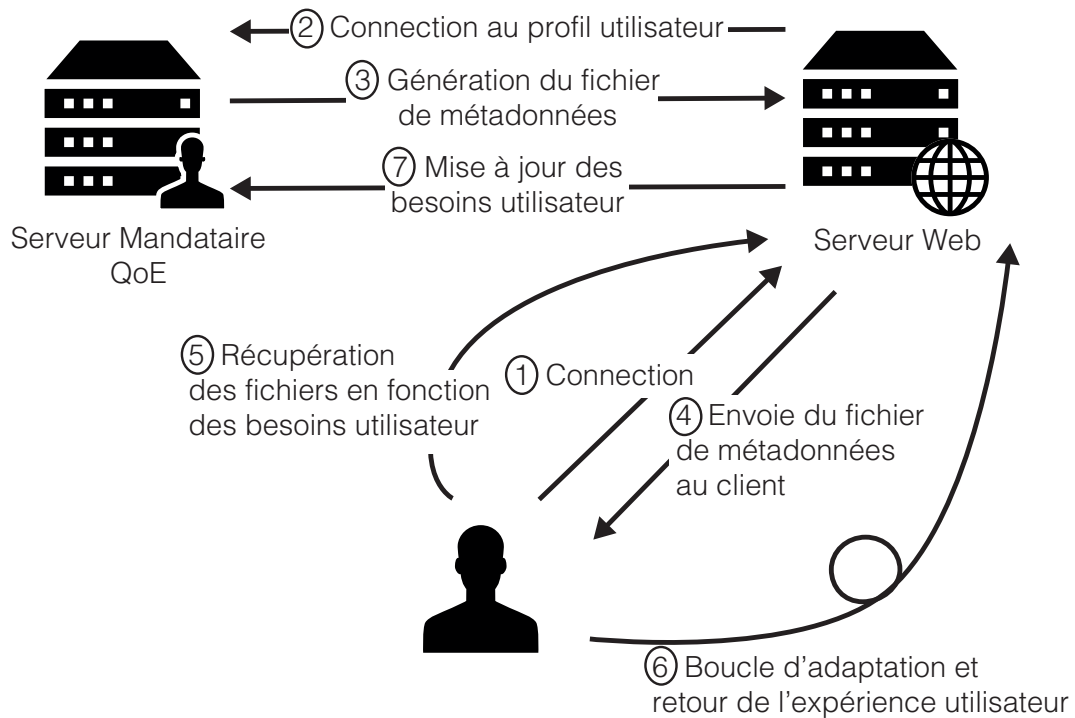 ② Connection au profil utilisateur
③ Génération du fichier
de métadonnées
⑦ Mise à jour des
besoins utilisateur
Serveur Mandataire
QoE
Serveur Web
⑤ Récupération
des fichiers en fonction
des besoins utilisateur
① Connection
④ Envoie du fichier
de métadonnées
au client
⑥ Boucle d'adaptation et
retour de l'expérience utilisateur